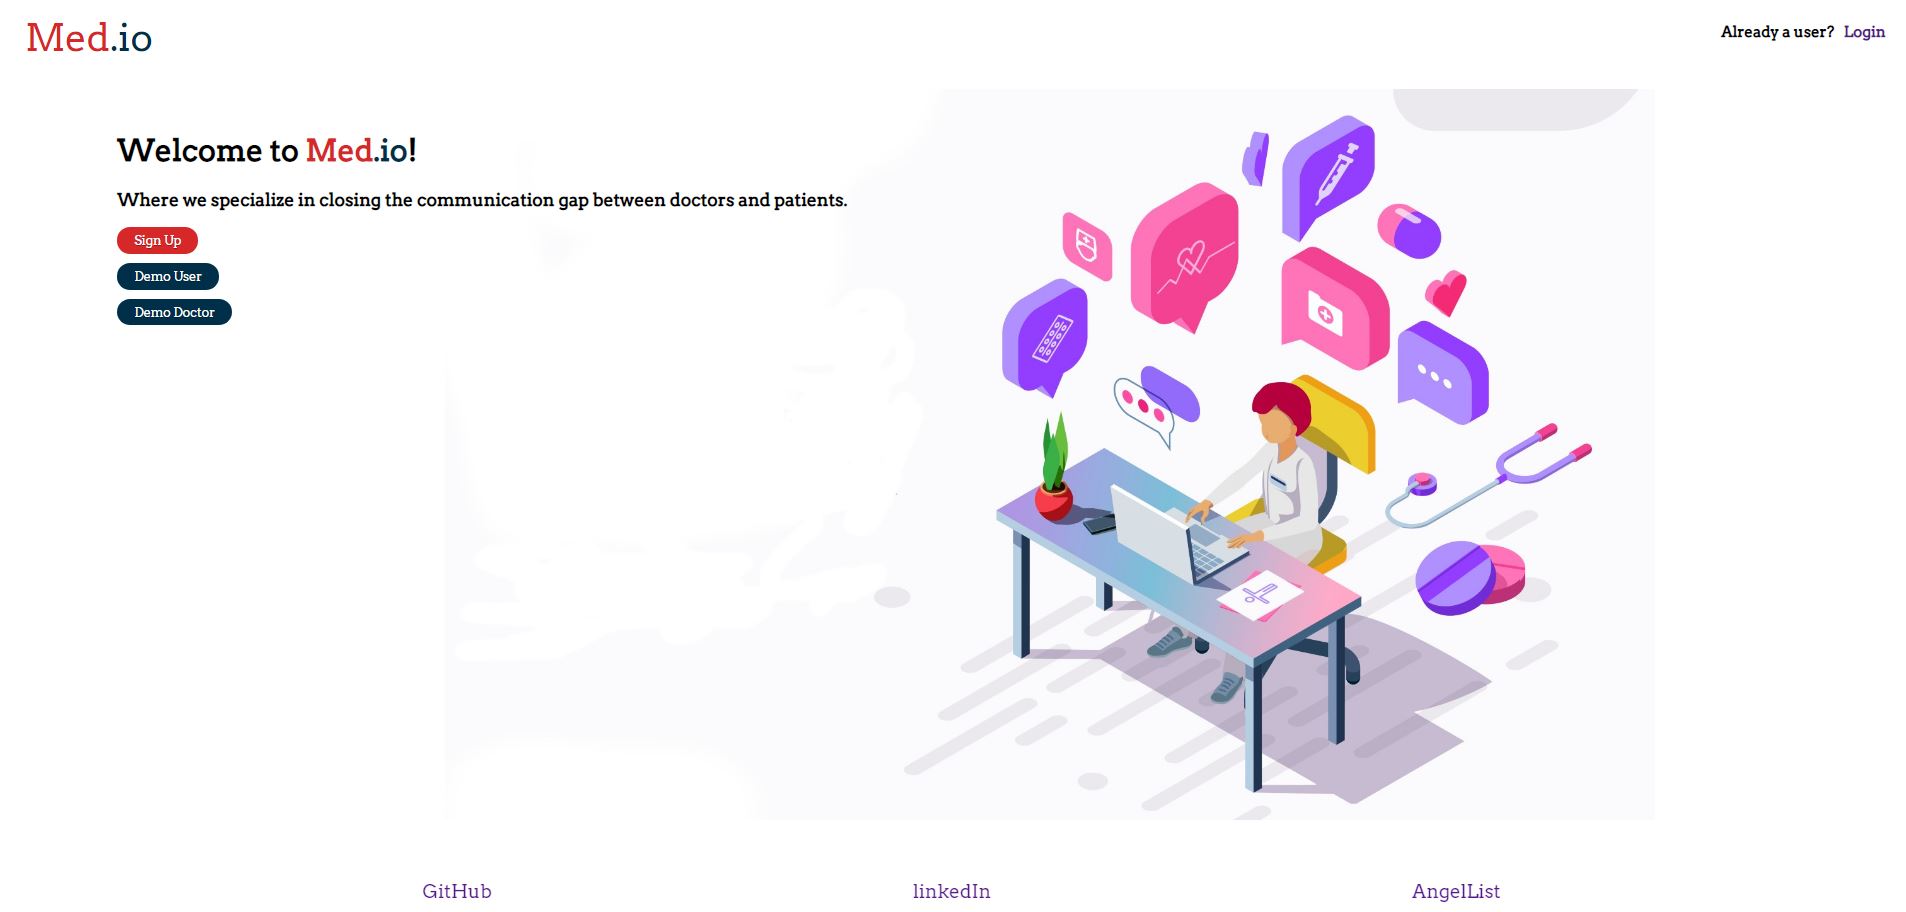 Med.io
Already a user? Login
Welcome to Med.io!
Where we specialize in closing the communication gap between doctors and patients.
Sign Up
Demo User
Demo Doctor
GitHub
linkedIn
AngelList